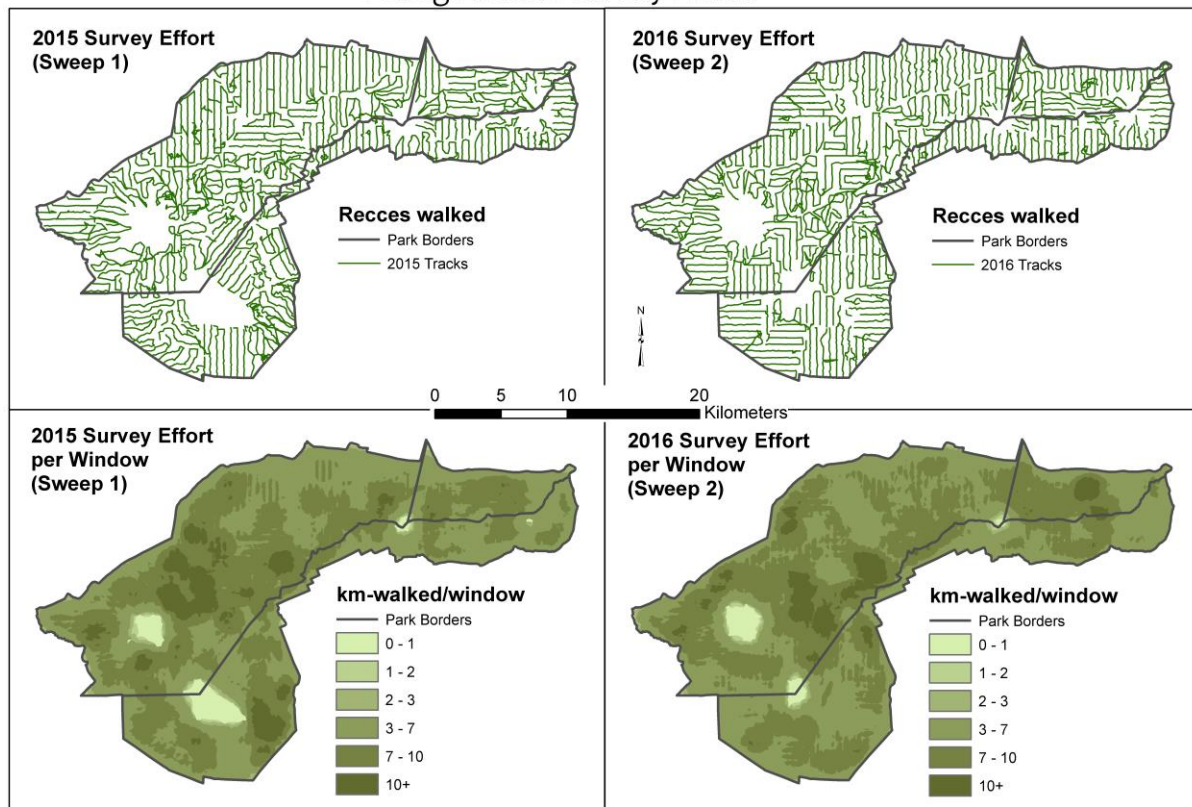 2015 Survey Effort
(Sweep 1)
Recces walked
Park Borders
2015 Tracks
2016 Survey Effort
(Sweep 2)
Recces walked
Park Borders
2016 Tracks
N
0 5 10 20
Kilometers
2015 Survey Effort
per Window
(Sweep 1)
km-walked/window
Park Borders
0 - 1
1 - 2
2 - 3
3 - 7
7 - 10
10+
2016 Survey Effort
per Window
(Sweep 2)
km-walked/window
Park Borders
0 - 1
1 - 2
2 - 3
3 - 7
7 - 10
10+